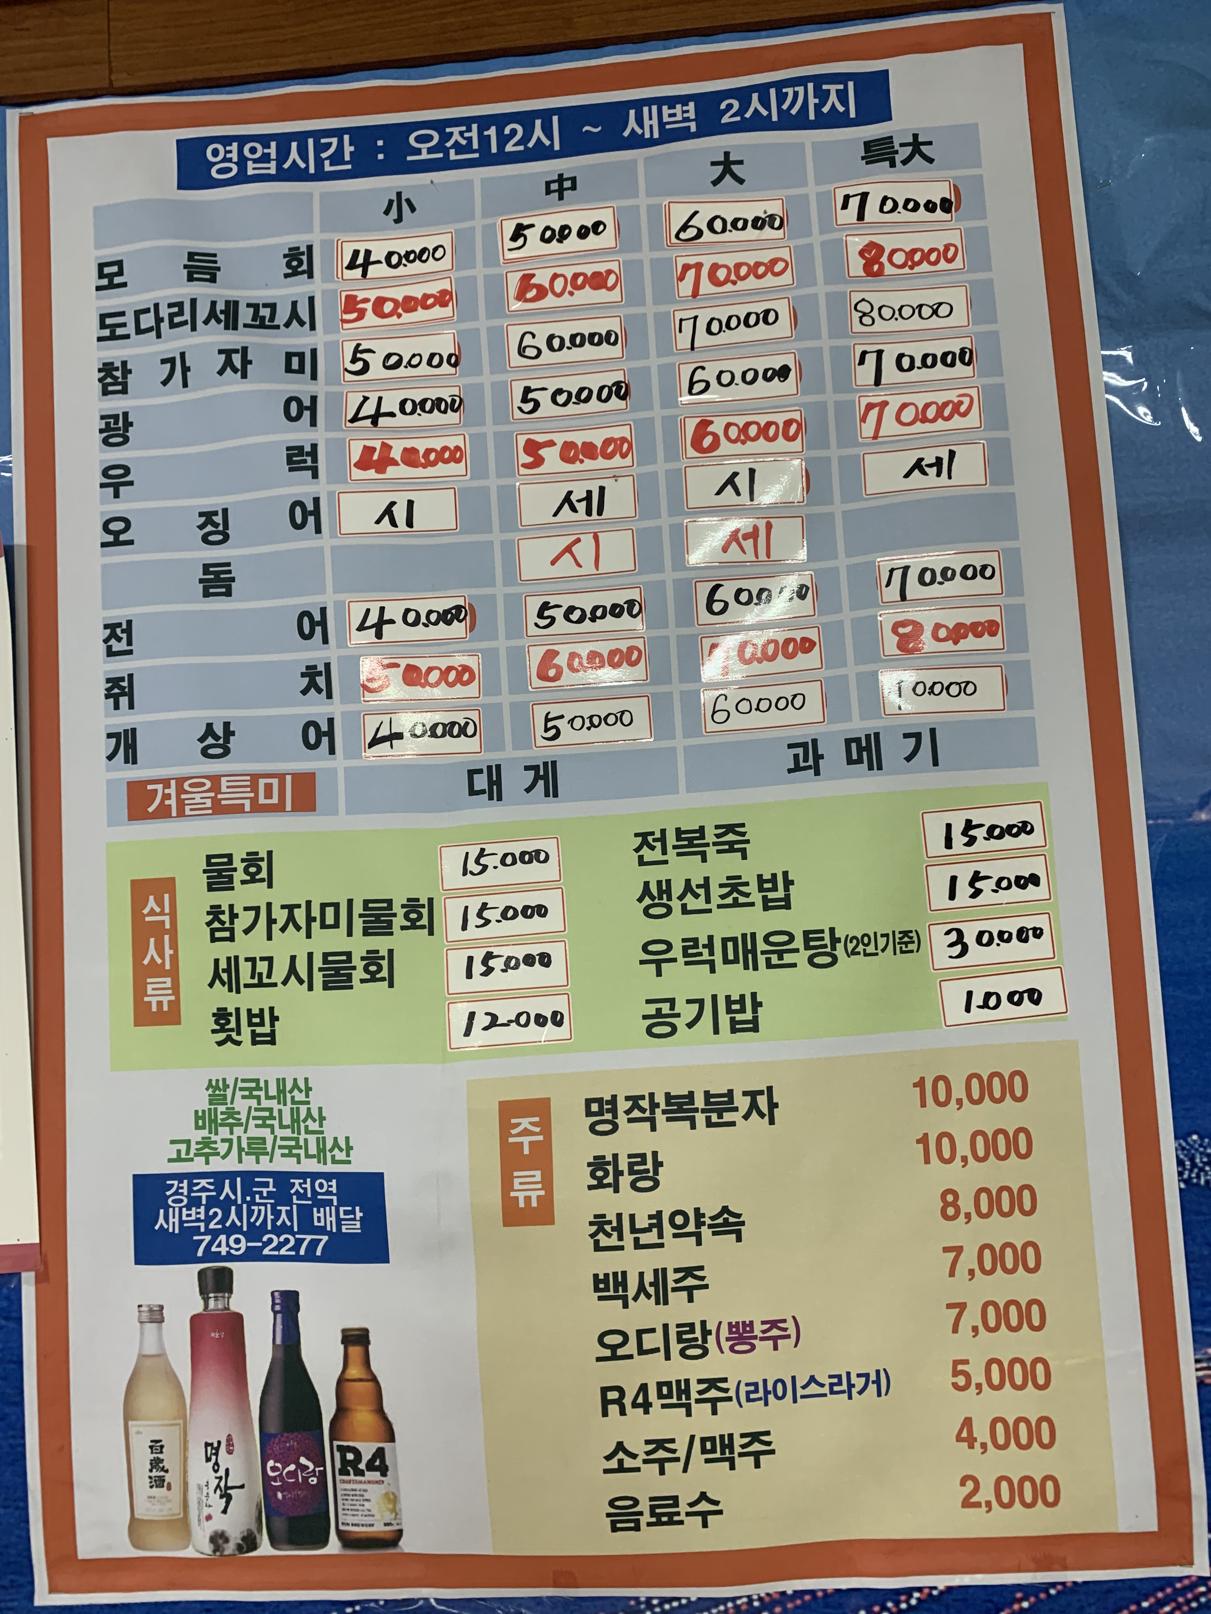 영업시간 : 오전12시 ~ 새벽 2시까지
小 中 大 특大
모듬회 40.000 50.000 60.000 70.000
도다리세꼬시 50.000 60.000 70.000 80.000
참가자미 50.000 60.000 70.000 80.000
광어 40.000 50.000 60.000 70.000
우럭 40.000 50.000 60.000 70.000
오징어 시 세 시 세
돔 시 세
전어 40.000 50.000 60.000 70.000
쥐치 50.000 60.000 70.000 80.000
개상어 40.000 50.000 60.000 70.000
겨울특미 대게 과메기
식사류
물회 15.000
참가자미물회 15.000
세꼬시물회 15.000
횟밥 12.000
전복죽 15.000
생선초밥 15.000
우럭매운탕(2인기준) 30.000
공기밥 1.000
쌀/국내산
배추/국내산
고추가루/국내산
경주시.군 전역
새벽2시까지 배달
749-2277
주류
명작복분자 10,000
화랑 10,000
천년약속 8,000
백세주 7,000
오디랑(뽕주) 7,000
R4맥주(라이스라거) 5,000
소주/맥주 4,000
음료수 2,000
百歲酒
명작
오디랑
R4